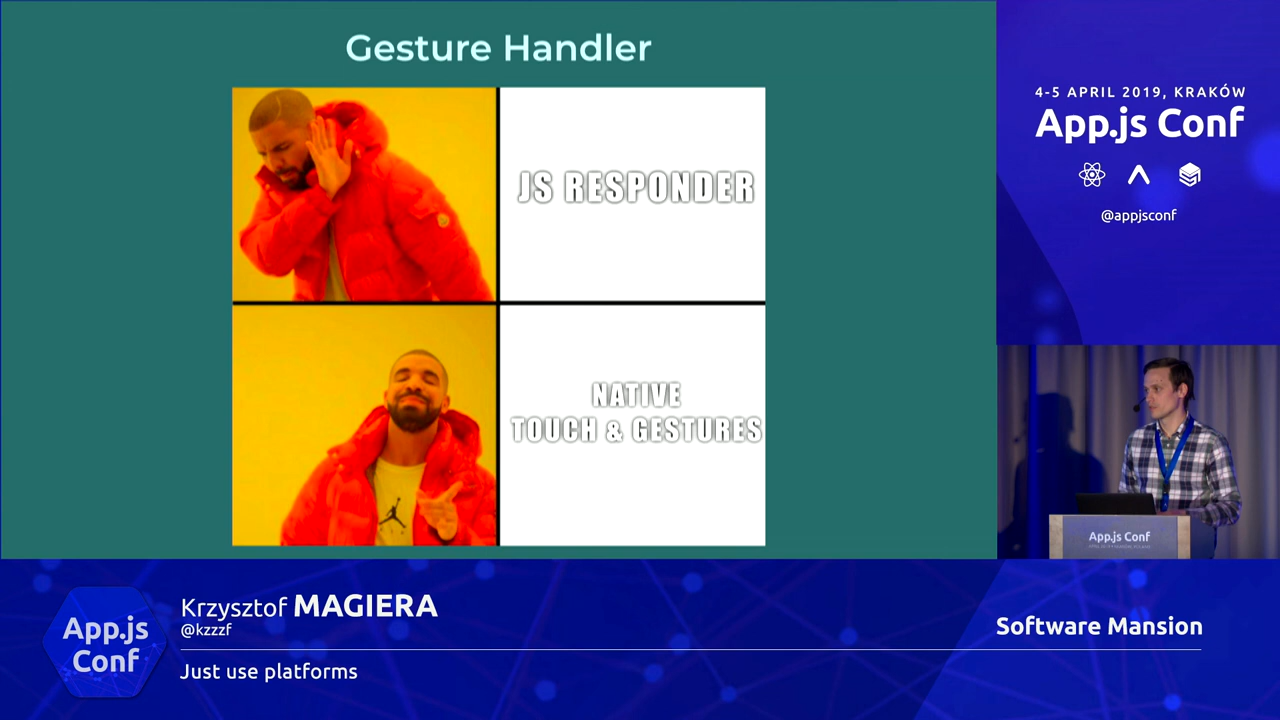 Gesture Handler
JS RESPONDER
NATIVE
TOUCH & GESTURES
4-5 APRIL 2019, KRAKÓW
App.js Conf
@appjsconf
App.js Conf
App.js
Conf
Krzysztof MAGIERA
@kzzzf
Just use platforms
Software Mansion